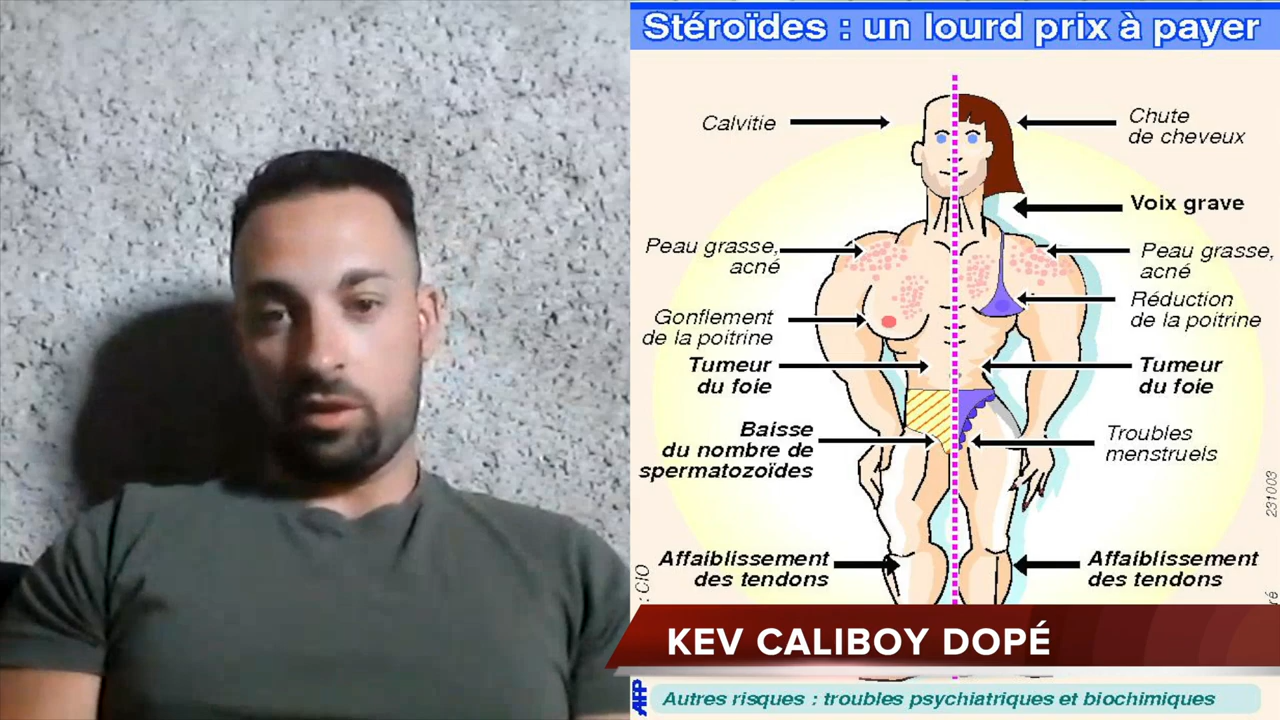 Stéroïdes : un lourd prix à payer
Calvitie
Chute
de cheveux
Voix grave
Peau grasse,
acné
Peau grasse,
acné
Réduction
de la poitrine
Gonflement
de la poitrine
Tumeur
du foie
Tumeur
du foie
Baisse
du nombre de
spermatozoïdes
Troubles
menstruels
231003
Affaiblissement
des tendons
Affaiblissement
des tendons
: CIO
KEV CALIBOY DOPÉ
AFP
Autres risques : troubles psychiatriques et biochimiques